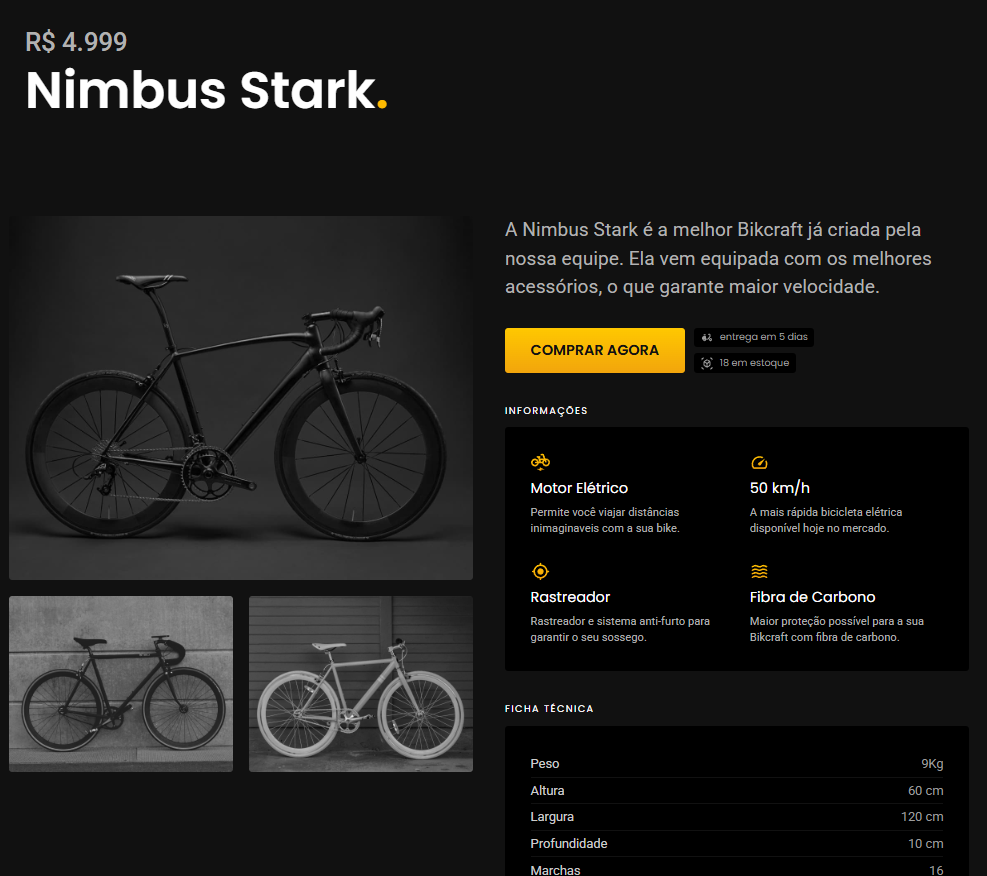 R$ 4.999
Nimbus Stark.
A Nimbus Stark é a melhor Bikcraft já criada pela
nossa equipe. Ela vem equipada com os melhores
acessórios, o que garante maior velocidade.
COMPRAR AGORA
entrega em 5 dias
18 em estoque
INFORMAÇÕES
Motor Elétrico
Permite você viajar distâncias
inimaginaveis com a sua bike.
50 km/h
A mais rápida bicicleta elétrica
disponível hoje no mercado.
Rastreador
Rastreador e sistema anti-furto para
garantir o seu sossego.
Fibra de Carbono
Maior proteção possível para a sua
Bikcraft com fibra de carbono.
FICHA TÉCNICA
Peso 9Kg
Altura 60 cm
Largura 120 cm
Profundidade 10 cm
Marchas 16